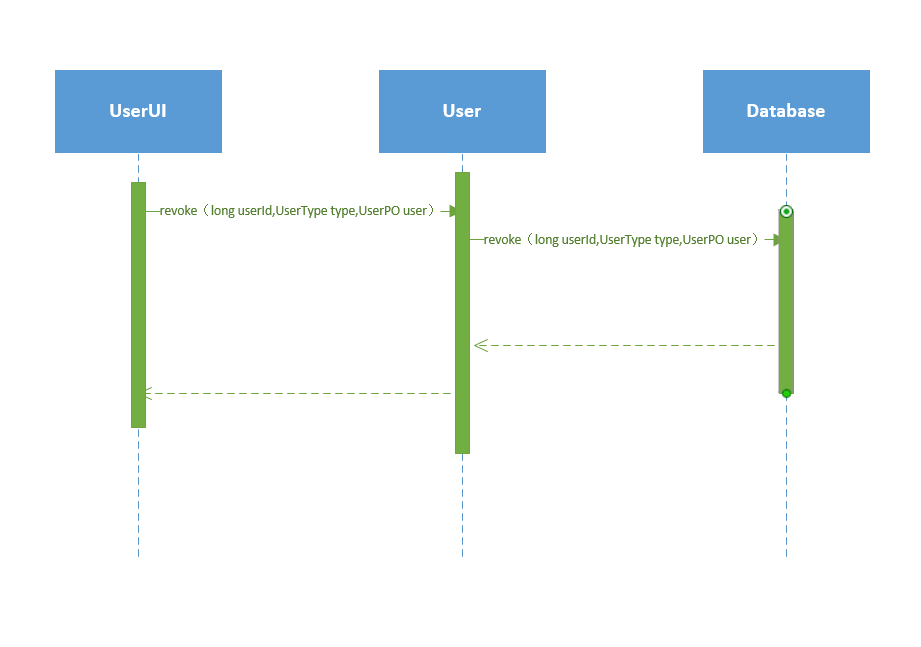 UserUI
User
Database
revoke（long userId,UserType type,UserPO user）
revoke（long userId,UserType type,UserPO user）